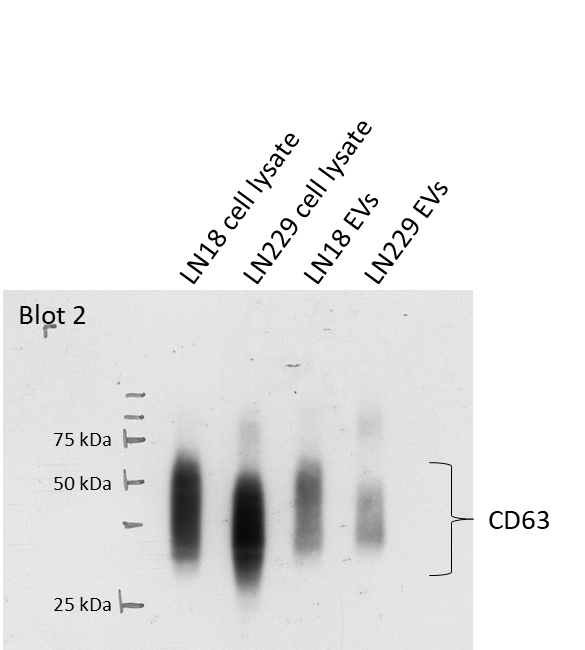 LN18 cell lysate
LN229 cell lysate
LN18 EVs
LN229 EVs
Blot 2
75 kDa
50 kDa
CD63
25 kDa